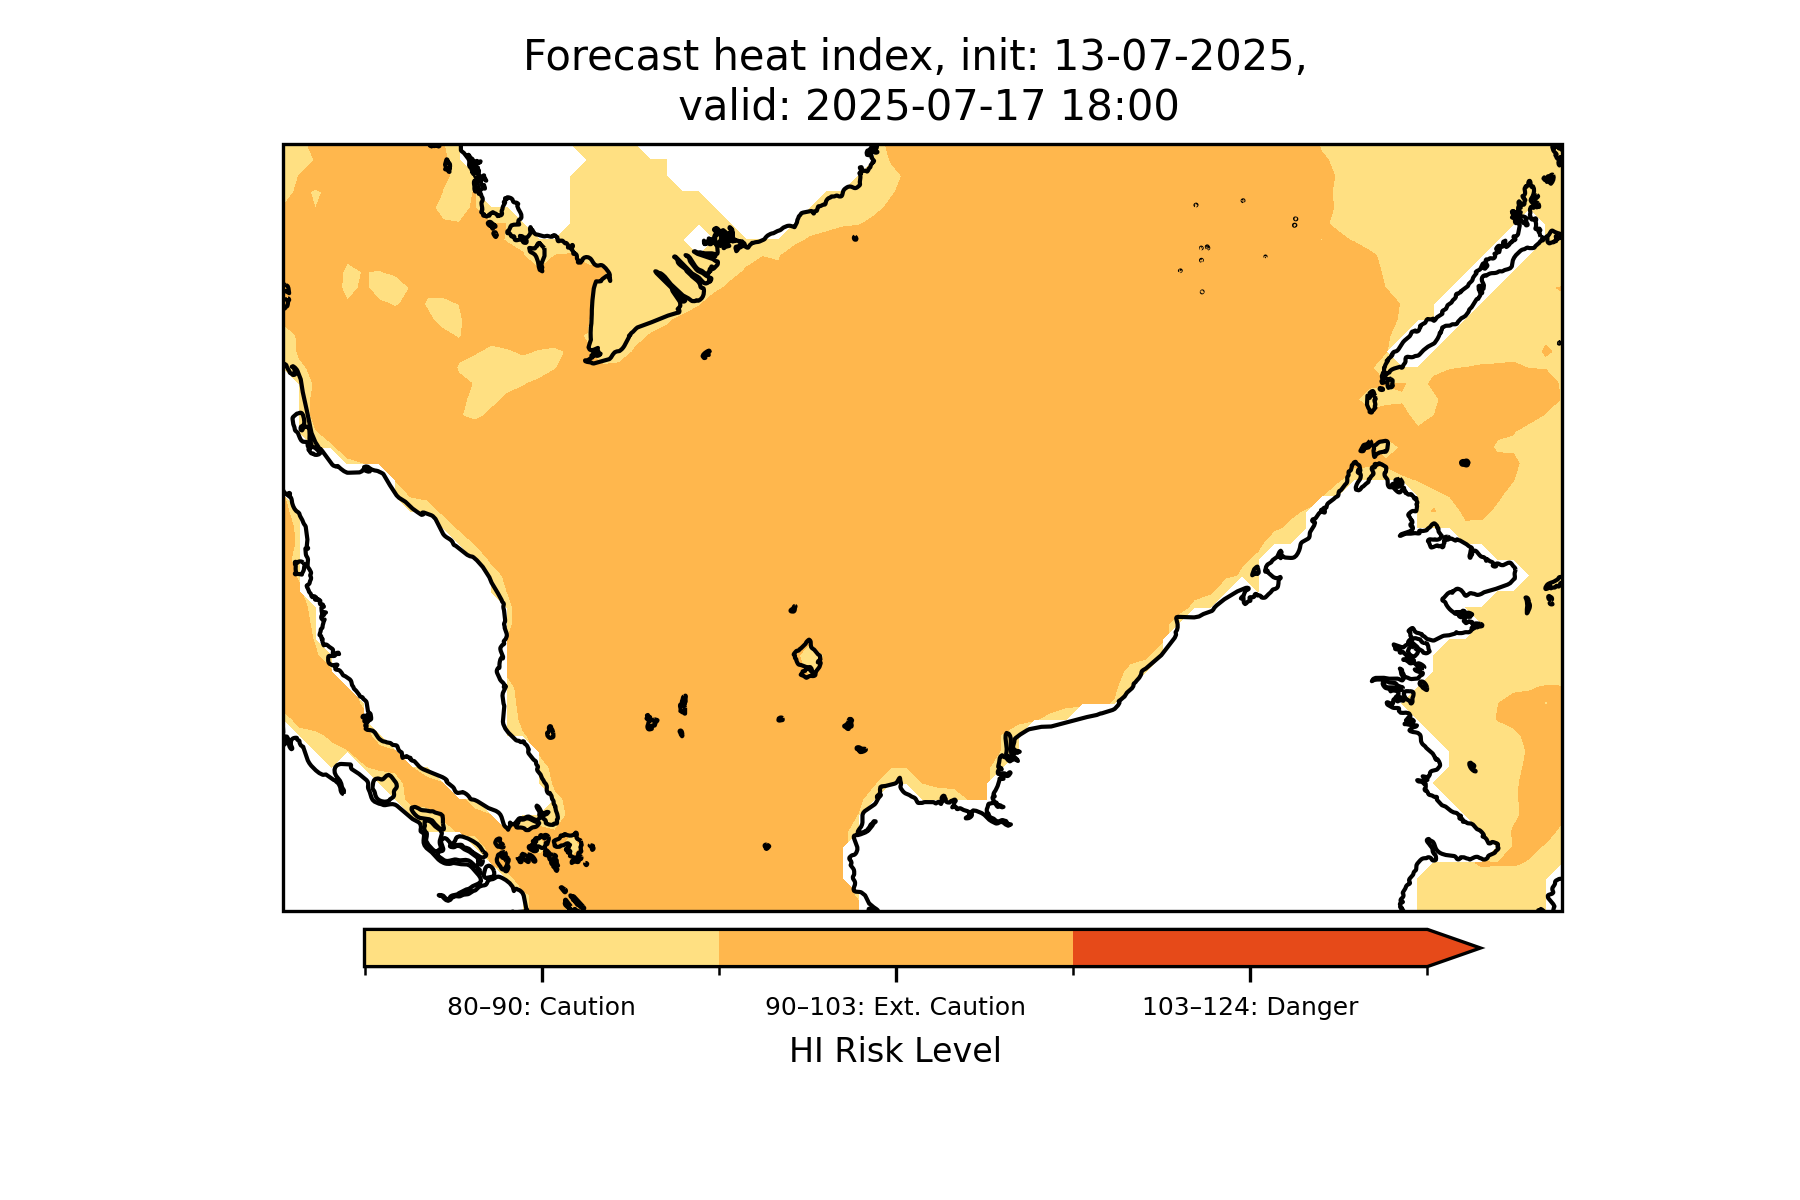 Forecast heat index, init: 13-07-2025,
valid: 2025-07-17 18:00
80–90: Caution
90–103: Ext. Caution
103–124: Danger
HI Risk Level